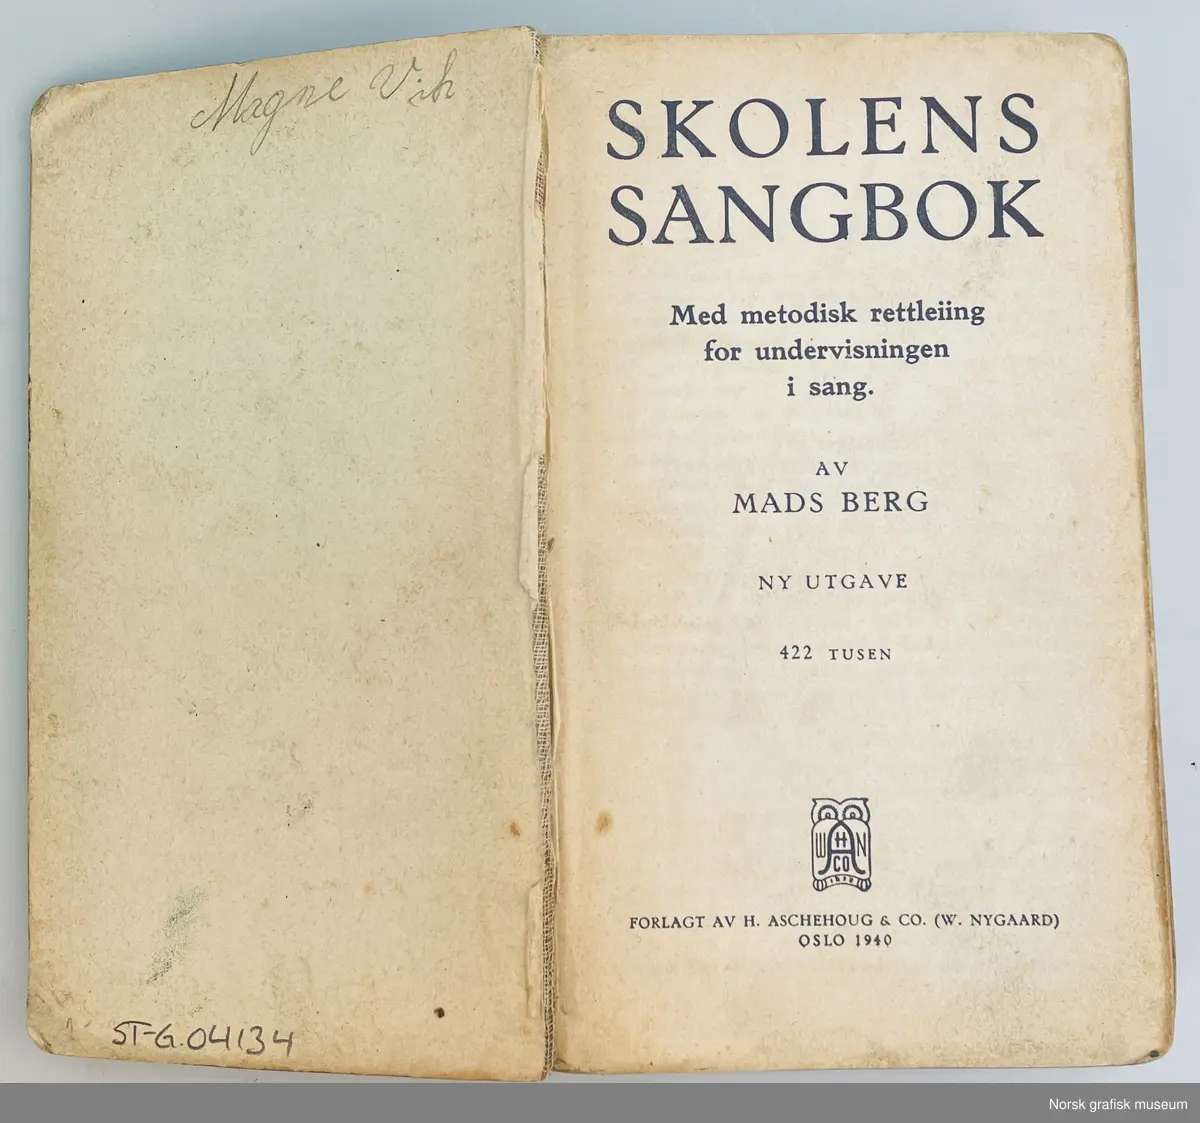 Magne Vik
ST-G.04134
SKOLENS
SANGBOK
Med metodisk rettleiing
for undervisningen
i sang.
AV
MADS BERG
NY UTGAVE
422 TUSEN
W H N
A
CO
FORLAGT AV H. ASCHEHOUG & CO. (W. NYGAARD)
OSLO 1940
Norsk grafisk museum